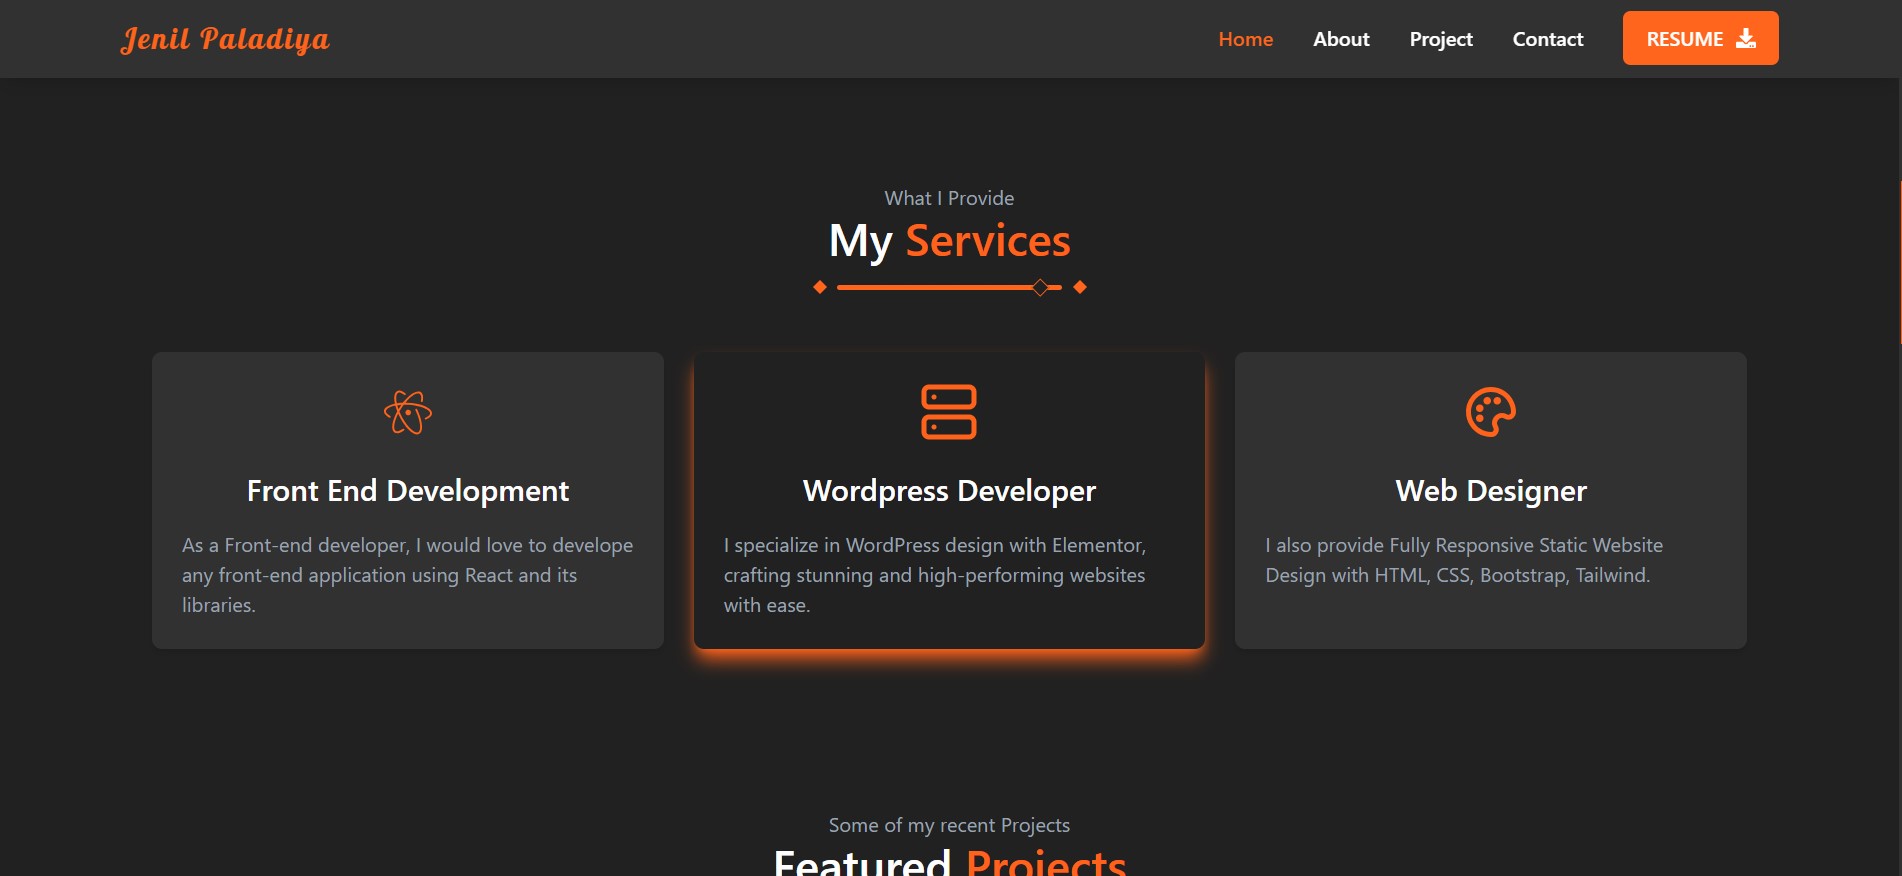 Jenil Paladiya
Home About Project Contact RESUME
What I Provide
My Services
Front End Development
As a Front-end developer, I would love to develope
any front-end application using React and its
libraries.
Wordpress Developer
I specialize in WordPress design with Elementor,
crafting stunning and high-performing websites
with ease.
Web Designer
I also provide Fully Responsive Static Website
Design with HTML, CSS, Bootstrap, Tailwind.
Some of my recent Projects
Featured Projects